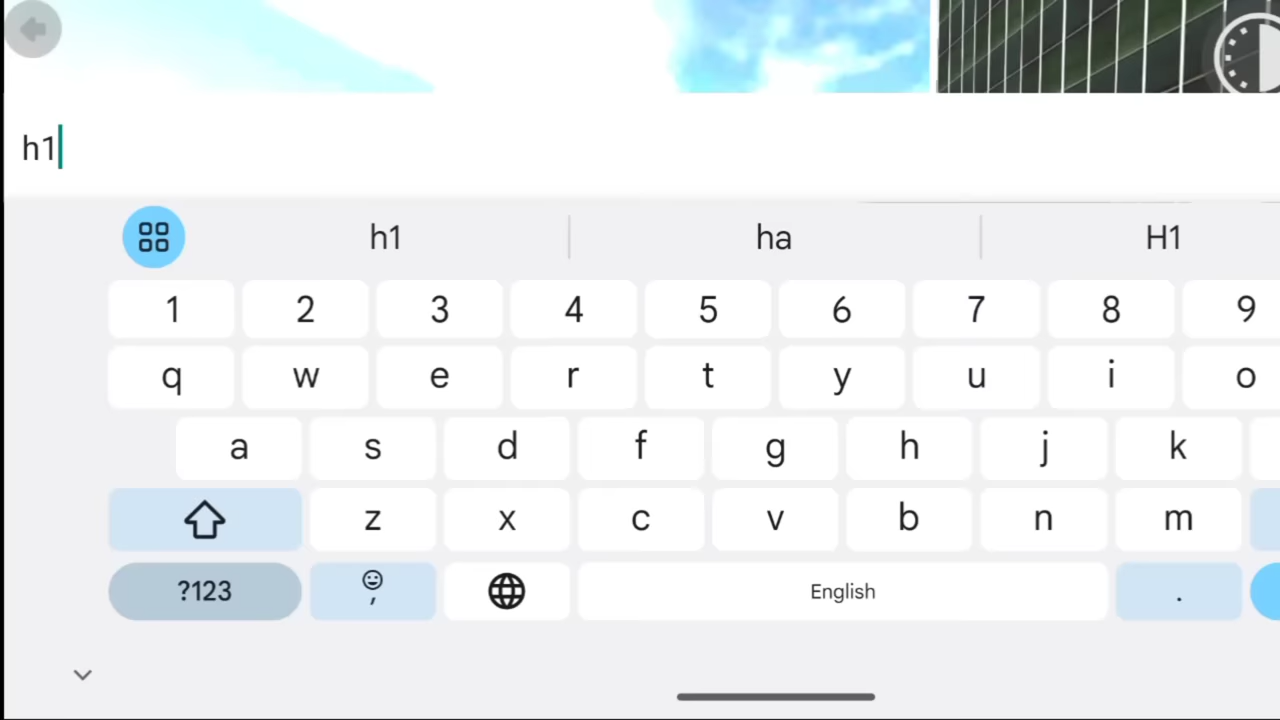 h1
h1 ha H1
1 2 3 4 5 6 7 8 9
q w e r t y u i o
a s d f g h j k
z x c v b n m
?123 , English .